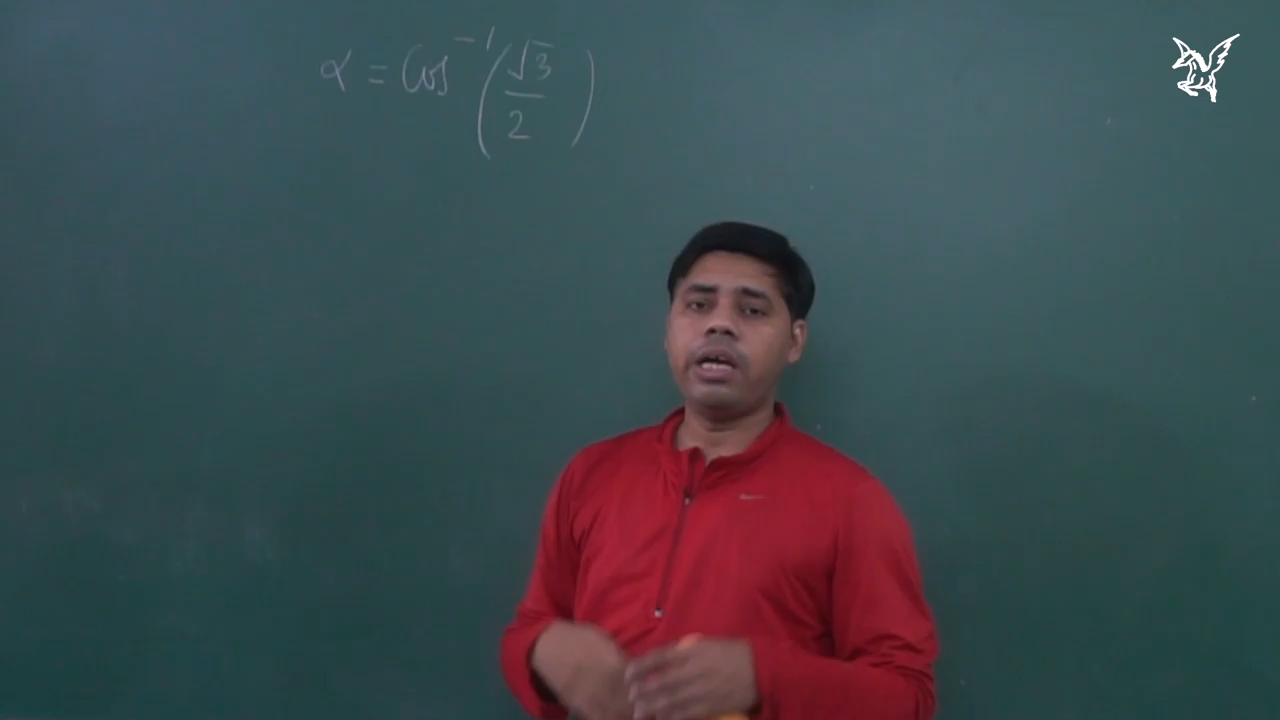 α = Cos⁻¹(√3/2)